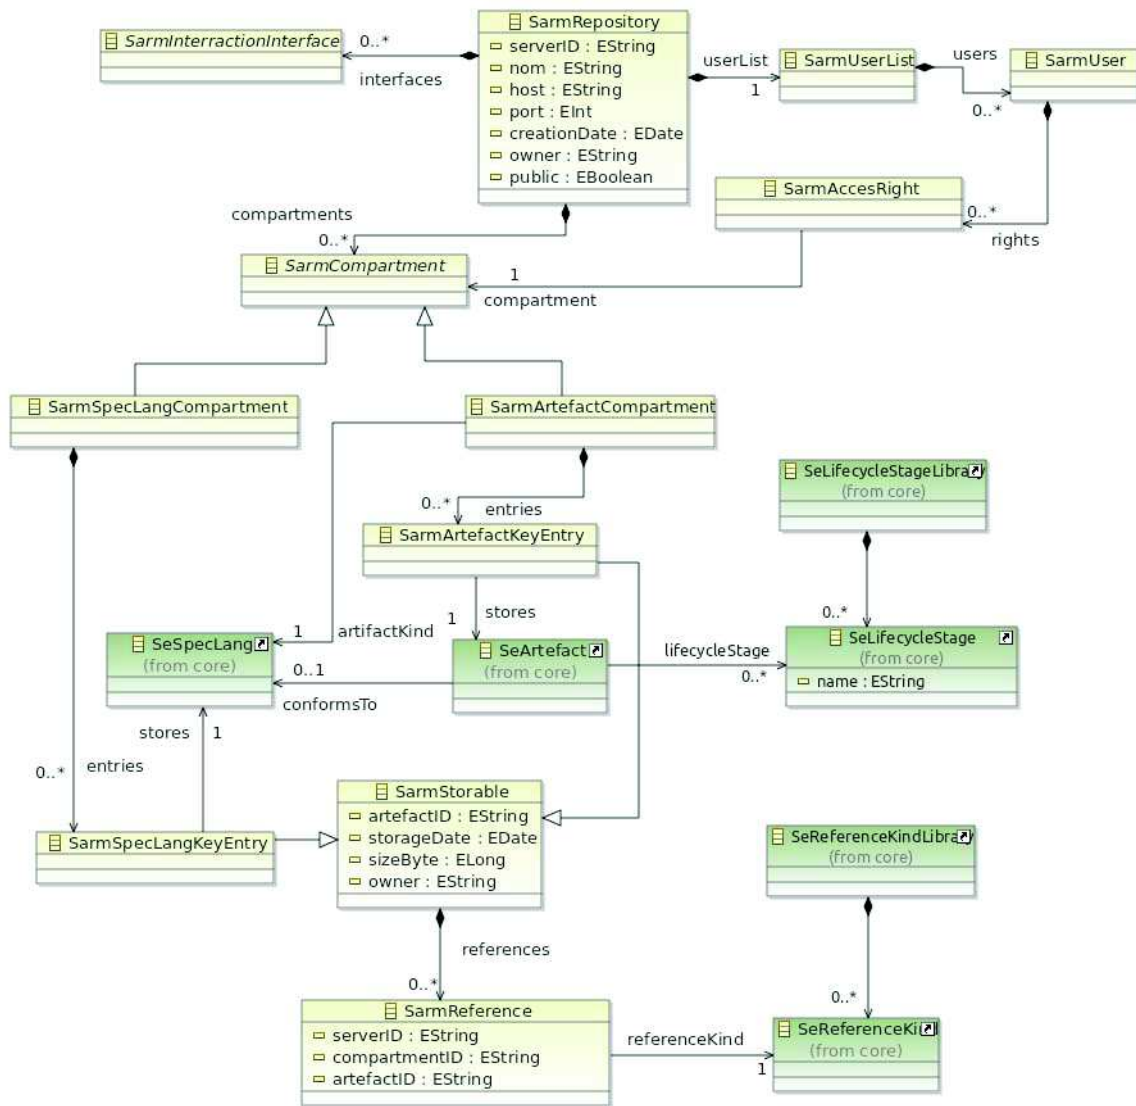 SarmRepository
serverID : EString
nom : EString
host : EString
port : EInt
creationDate : EDate
owner : EString
public : EBoolean
SarmInterractionInterface
0..*
interfaces
userList
1
SarmUserList
users
0..*
SarmUser
SarmAccesRight
0..*
rights
compartments
0..*
SarmCompartment
1
compartment
SarmSpecLangCompartment
SarmArtefactCompartment
0..*
entries
SarmArtefactKeyEntry
SeLifecycleStageLibrary
(from core)
1
stores
0..*
1
artifactKind
SeSpecLang
(from core)
SeArtefact
(from core)
lifecycleStage
0..*
SeLifecycleStage
(from core)
name : EString
0..1
conformsTo
stores
1
0..*
entries
SarmStorable
artefactID : EString
storageDate : EDate
sizeByte : ELong
owner : EString
SarmSpecLangKeyEntry
SeReferenceKindLibrary
(from core)
references
0..*
0..*
SarmReference
serverID : EString
compartmentID : EString
artefactID : EString
referenceKind
1
SeReferenceKind
(from core)